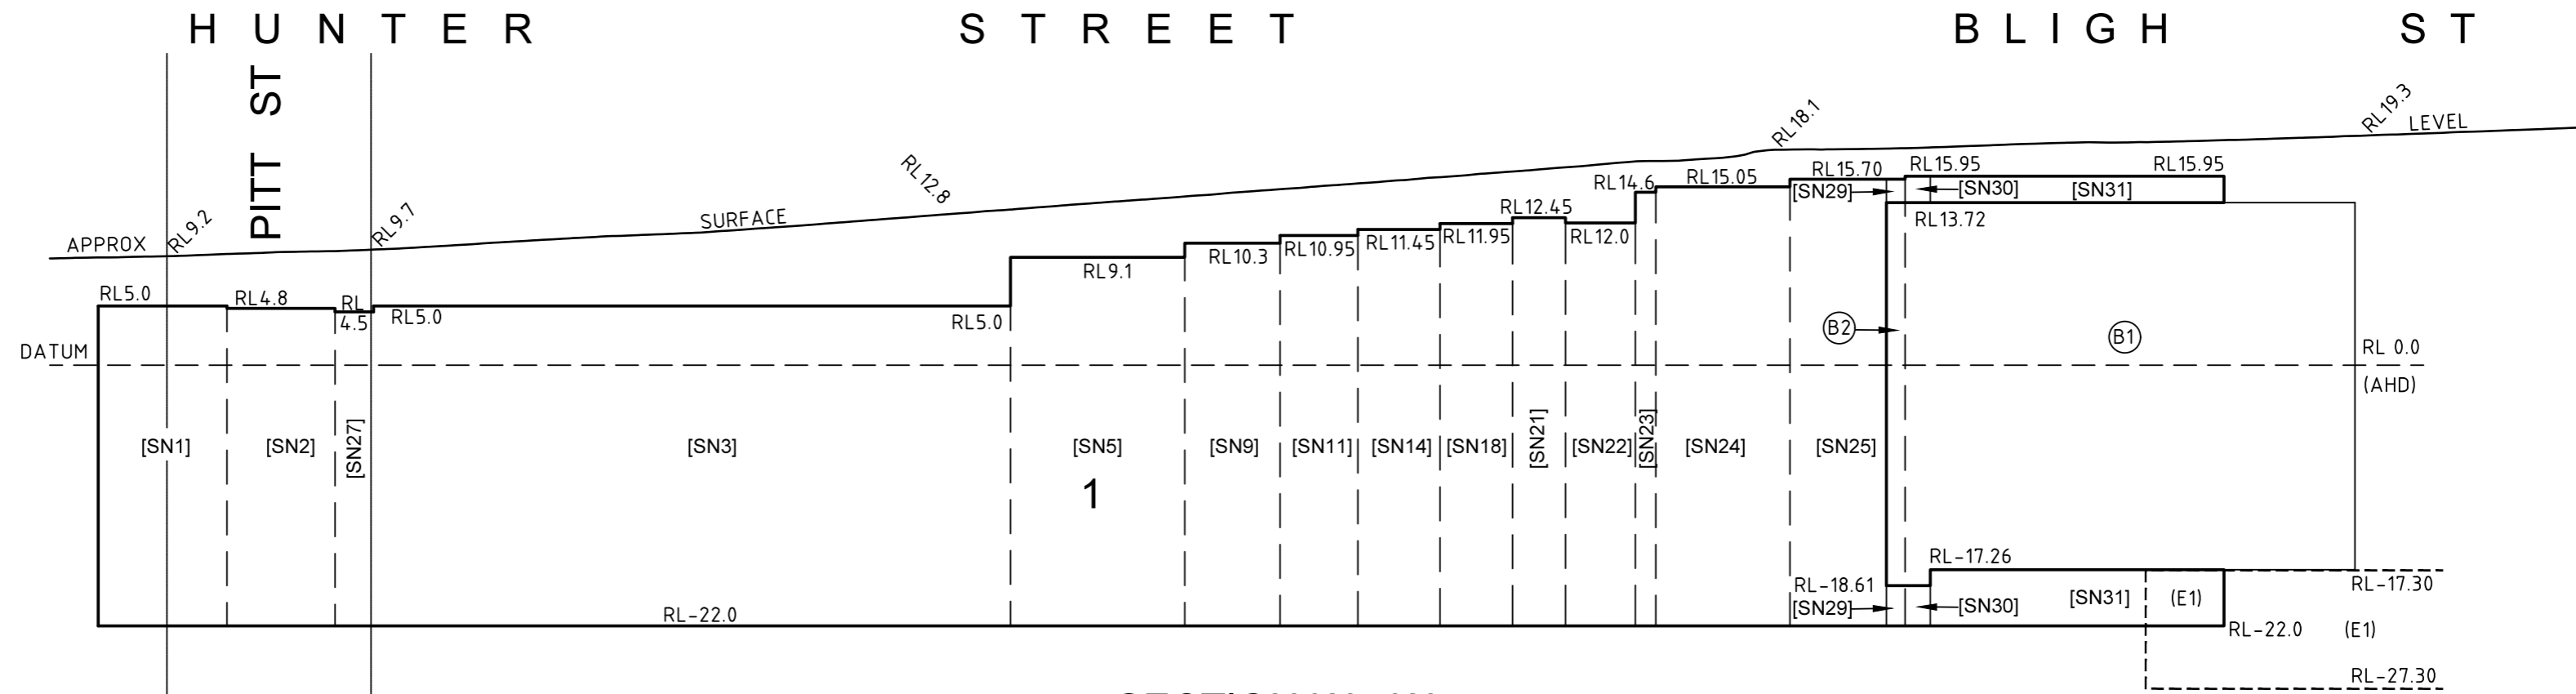 HUNTER STREET BLIGH ST
PITT ST
RL9.2
RL9.7
RL12.8
RL18.1
RL19.3
APPROX SURFACE LEVEL
RL5.0
RL4.8
RL
4.5
RL5.0
RL5.0
RL9.1
RL10.3
RL10.95
RL11.45
RL11.95
RL12.45
RL12.0
RL14.6
RL15.05
RL15.70
RL15.95
RL15.95
[SN29]
[SN30]
[SN31]
RL13.72
B2
B1
DATUM
RL 0.0
(AHD)
[SN1]
[SN2]
[SN27]
[SN3]
[SN5]
[SN9]
[SN11]
[SN14]
[SN18]
[SN21]
[SN22]
[SN23]
[SN24]
[SN25]
1
RL-17.26
RL-18.61
[SN29]
[SN30]
[SN31]
(E1)
RL-17.30
RL-22.0
RL-22.0
(E1)
RL-27.30